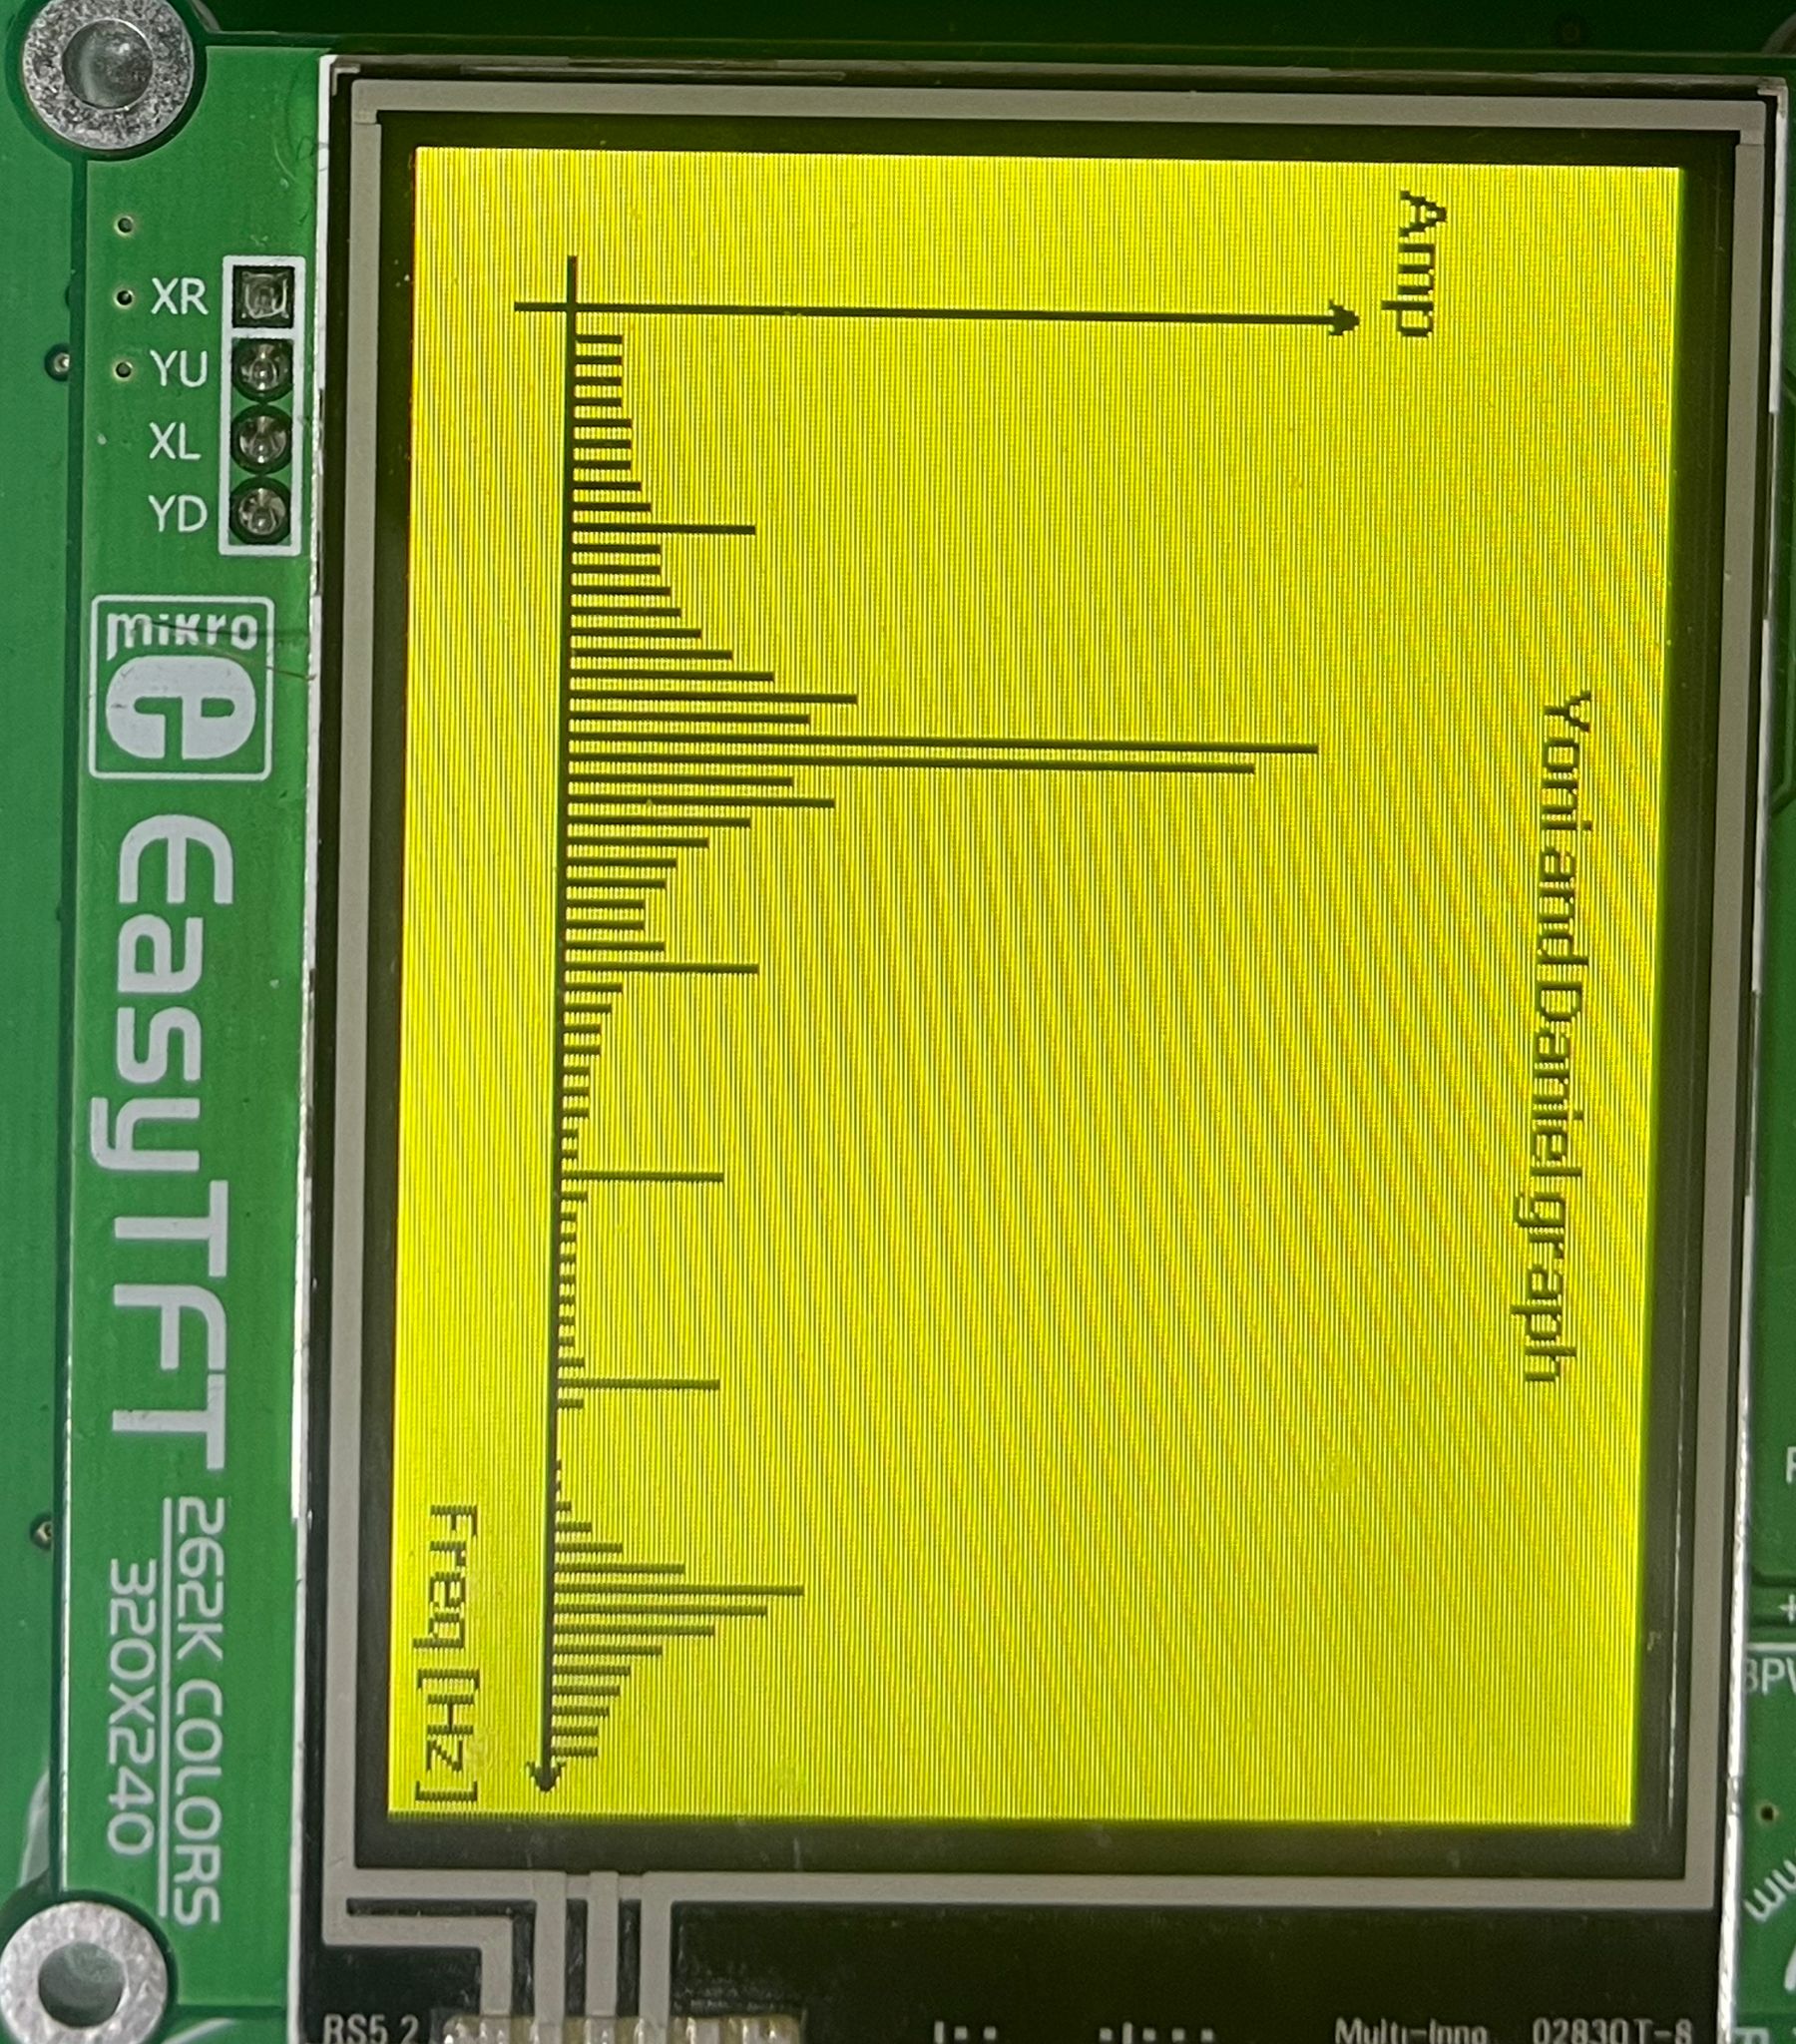 Yoni and Daniel graph
Amp
Freq [Hz]
XR
YU
XL
YD
mikro
e
EasyTFT
262K COLORS
320X240